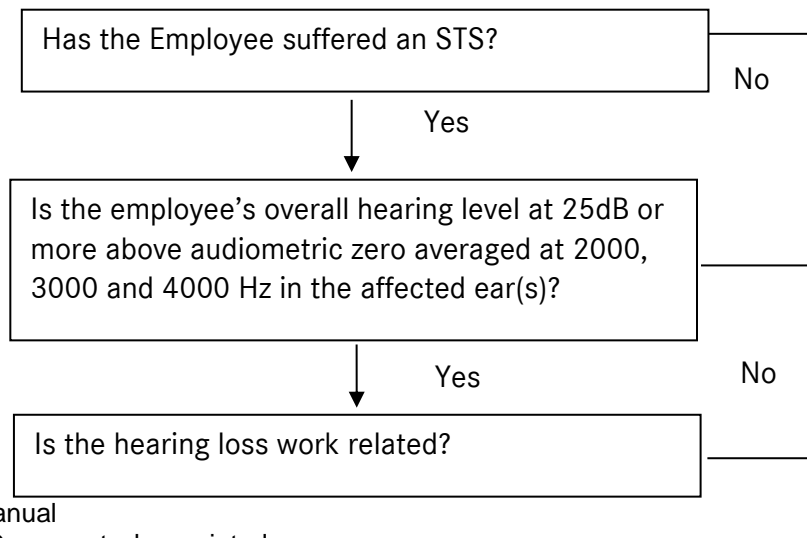 Has the Employee suffered an STS?
No
Yes
Is the employee's overall hearing level at 25dB or
more above audiometric zero averaged at 2000,
3000 and 4000 Hz in the affected ear(s)?
Yes
No
Is the hearing loss work related?